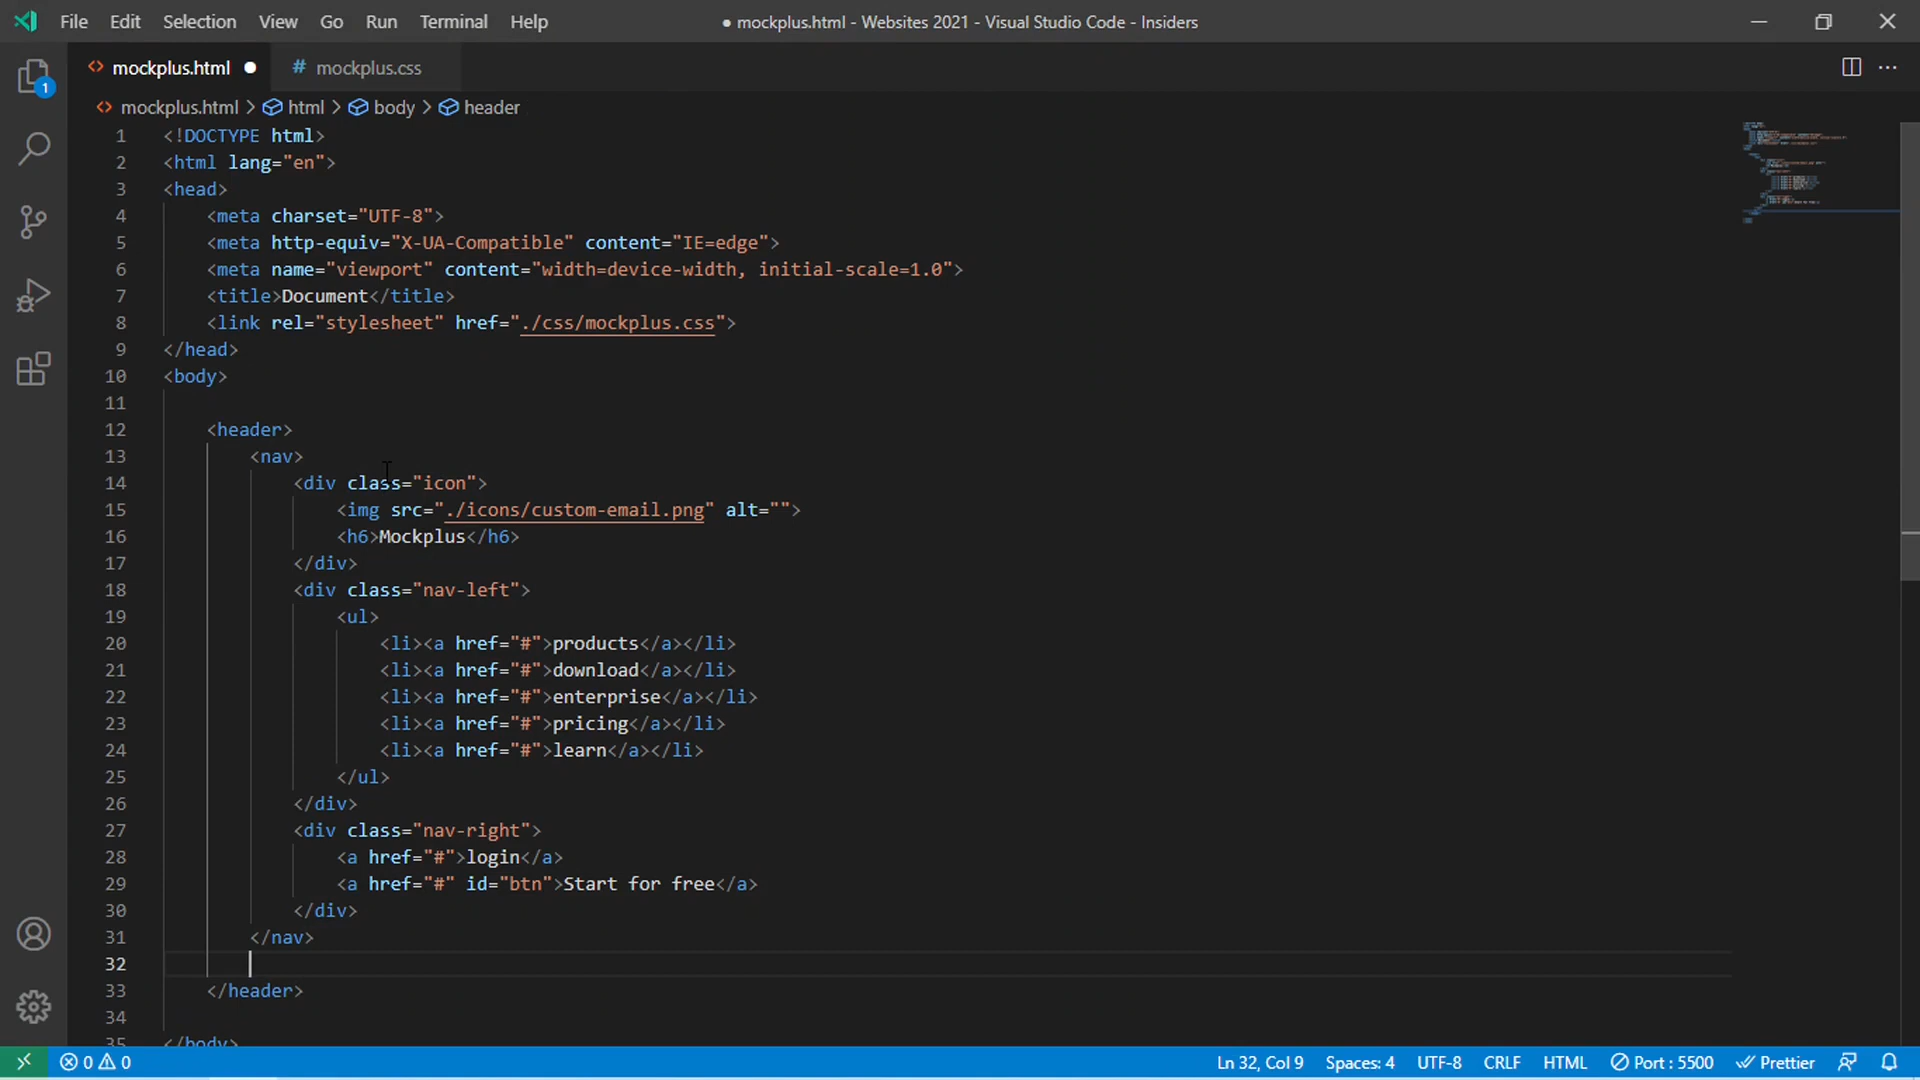 File Edit Selection View Go Run Terminal Help ● mockplus.html - Websites 2021 - Visual Studio Code - Insiders
<> mockplus.html ● # mockplus.css
1
<> mockplus.html > html > body > header
1 <!DOCTYPE html>
2 <html lang="en">
3 <head>
4 <meta charset="UTF-8">
5 <meta http-equiv="X-UA-Compatible" content="IE=edge">
6 <meta name="viewport" content="width=device-width, initial-scale=1.0">
7 <title>Document</title>
8 <link rel="stylesheet" href="./css/mockplus.css">
9 </head>
10 <body>
11
12 <header>
13 <nav>
14 <div class="icon">
15 <img src="./icons/custom-email.png" alt="">
16 <h6>Mockplus</h6>
17 </div>
18 <div class="nav-left">
19 <ul>
20 <li><a href="#">products</a></li>
21 <li><a href="#">download</a></li>
22 <li><a href="#">enterprise</a></li>
23 <li><a href="#">pricing</a></li>
24 <li><a href="#">learn</a></li>
25 </ul>
26 </div>
27 <div class="nav-right">
28 <a href="#">login</a>
29 <a href="#" id="btn">Start for free</a>
30 </div>
31 </nav>
32
33 </header>
34
35 </body>
0 0 Ln 32, Col 9 Spaces: 4 UTF-8 CRLF HTML Port : 5500 Prettier